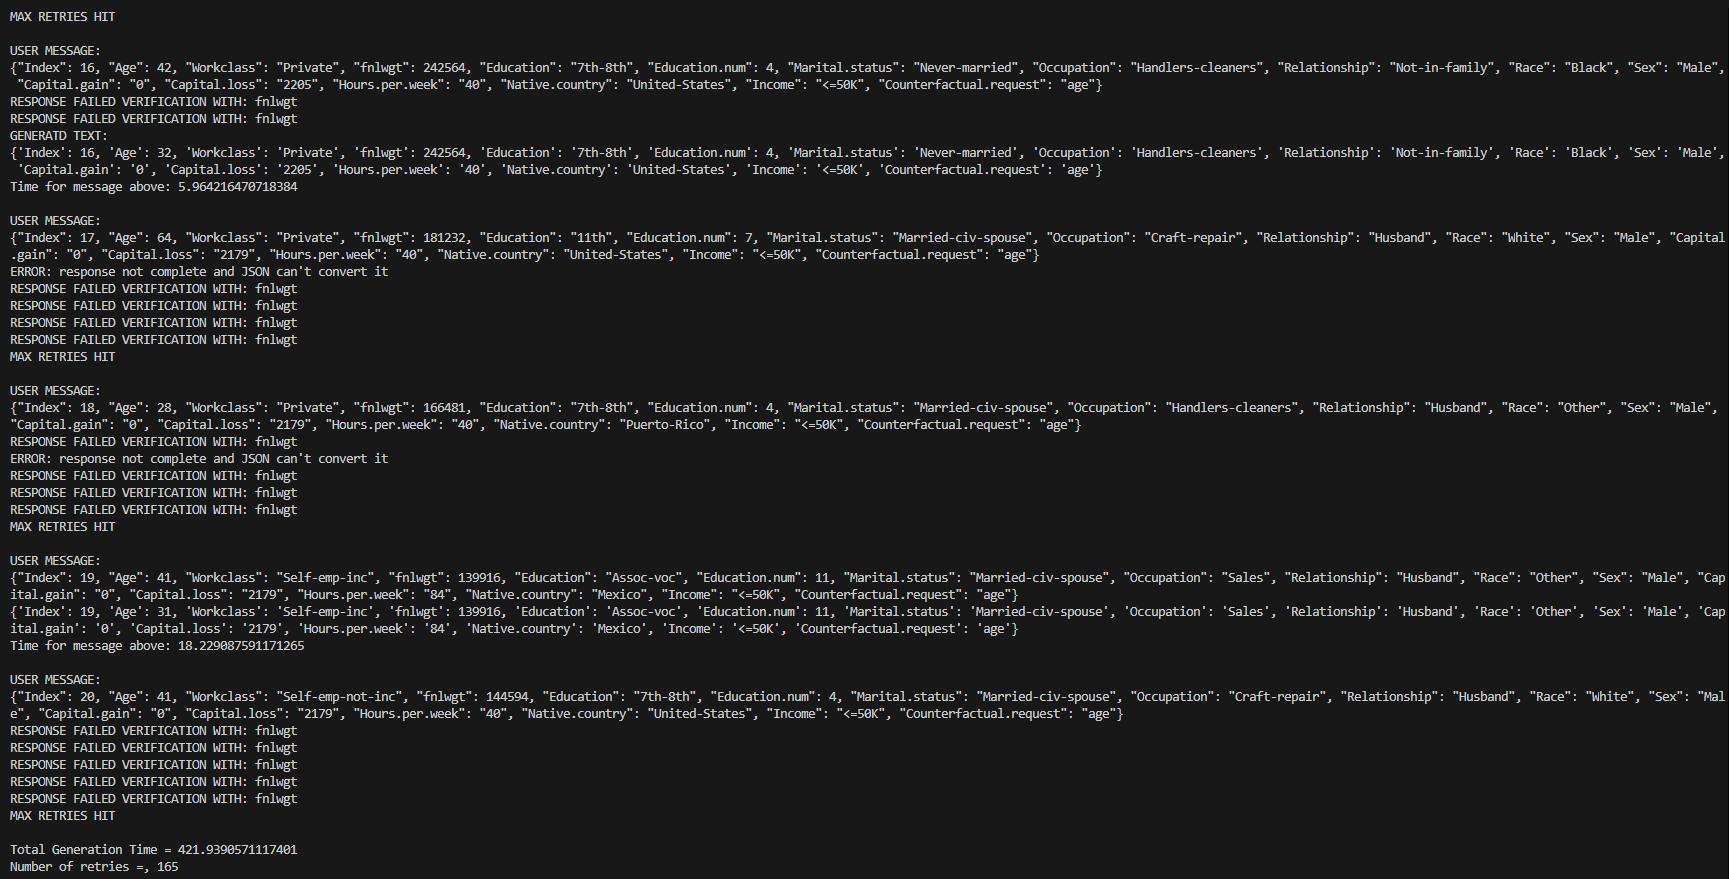 MAX RETRIES HIT
USER MESSAGE:
{"Index": 16, "Age": 42, "Workclass": "Private", "fnlwgt": 242564, "Education": "7th-8th", "Education.num": 4, "Marital.status": "Never-married", "Occupation": "Handlers-cleaners", "Relationship": "Not-in-family", "Race": "Black", "Sex": "Male",
"Capital.gain": "0", "Capital.loss": "2205", "Hours.per.week": "40", "Native.country": "United-States", "Income": "<=50K", "Counterfactual.request": "age"}
RESPONSE FAILED VERIFICATION WITH: fnlwgt
RESPONSE FAILED VERIFICATION WITH: fnlwgt
GENERATD TEXT:
{'Index': 16, 'Age': 32, 'Workclass': 'Private', 'fnlwgt': 242564, 'Education': '7th-8th', 'Education.num': 4, 'Marital.status': 'Never-married', 'Occupation': 'Handlers-cleaners', 'Relationship': 'Not-in-family', 'Race': 'Black', 'Sex': 'Male',
'Capital.gain': '0', 'Capital.loss': '2205', 'Hours.per.week': '40', 'Native.country': 'United-States', 'Income': '<=50K', 'Counterfactual.request': 'age'}
Time for message above: 5.964216470718384
USER MESSAGE:
{"Index": 17, "Age": 64, "Workclass": "Private", "fnlwgt": 181232, "Education": "11th", "Education.num": 7, "Marital.status": "Married-civ-spouse", "Occupation": "Craft-repair", "Relationship": "Husband", "Race": "White", "Sex": "Male", "Capital
.gain": "0", "Capital.loss": "2179", "Hours.per.week": "40", "Native.country": "United-States", "Income": "<=50K", "Counterfactual.request": "age"}
ERROR: response not complete and JSON can't convert it
RESPONSE FAILED VERIFICATION WITH: fnlwgt
RESPONSE FAILED VERIFICATION WITH: fnlwgt
RESPONSE FAILED VERIFICATION WITH: fnlwgt
RESPONSE FAILED VERIFICATION WITH: fnlwgt
MAX RETRIES HIT
USER MESSAGE:
{"Index": 18, "Age": 28, "Workclass": "Private", "fnlwgt": 166481, "Education": "7th-8th", "Education.num": 4, "Marital.status": "Married-civ-spouse", "Occupation": "Handlers-cleaners", "Relationship": "Husband", "Race": "Other", "Sex": "Male",
"Capital.gain": "0", "Capital.loss": "2179", "Hours.per.week": "40", "Native.country": "Puerto-Rico", "Income": "<=50K", "Counterfactual.request": "age"}
RESPONSE FAILED VERIFICATION WITH: fnlwgt
ERROR: response not complete and JSON can't convert it
RESPONSE FAILED VERIFICATION WITH: fnlwgt
RESPONSE FAILED VERIFICATION WITH: fnlwgt
RESPONSE FAILED VERIFICATION WITH: fnlwgt
MAX RETRIES HIT
USER MESSAGE:
{"Index": 19, "Age": 41, "Workclass": "Self-emp-inc", "fnlwgt": 139916, "Education": "Assoc-voc", "Education.num": 11, "Marital.status": "Married-civ-spouse", "Occupation": "Sales", "Relationship": "Husband", "Race": "Other", "Sex": "Male", "Cap
ital.gain": "0", "Capital.loss": "2179", "Hours.per.week": "84", "Native.country": "Mexico", "Income": "<=50K", "Counterfactual.request": "age"}
{'Index': 19, 'Age': 31, 'Workclass': 'Self-emp-inc', 'fnlwgt': 139916, 'Education': 'Assoc-voc', 'Education.num': 11, 'Marital.status': 'Married-civ-spouse', 'Occupation': 'Sales', 'Relationship': 'Husband', 'Race': 'Other', 'Sex': 'Male', 'Cap
ital.gain': '0', 'Capital.loss': '2179', 'Hours.per.week': '84', 'Native.country': 'Mexico', 'Income': '<=50K', 'Counterfactual.request': 'age'}
Time for message above: 18.229087591171265
USER MESSAGE:
{"Index": 20, "Age": 41, "Workclass": "Self-emp-not-inc", "fnlwgt": 144594, "Education": "7th-8th", "Education.num": 4, "Marital.status": "Married-civ-spouse", "Occupation": "Craft-repair", "Relationship": "Husband", "Race": "White", "Sex": "Mal
e", "Capital.gain": "0", "Capital.loss": "2179", "Hours.per.week": "40", "Native.country": "United-States", "Income": "<=50K", "Counterfactual.request": "age"}
RESPONSE FAILED VERIFICATION WITH: fnlwgt
RESPONSE FAILED VERIFICATION WITH: fnlwgt
RESPONSE FAILED VERIFICATION WITH: fnlwgt
RESPONSE FAILED VERIFICATION WITH: fnlwgt
RESPONSE FAILED VERIFICATION WITH: fnlwgt
MAX RETRIES HIT
Total Generation Time = 421.9390571117401
Number of retries =, 165